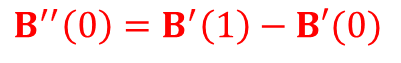 𝐁′′(0) = 𝐁′(1) − 𝐁′(0)